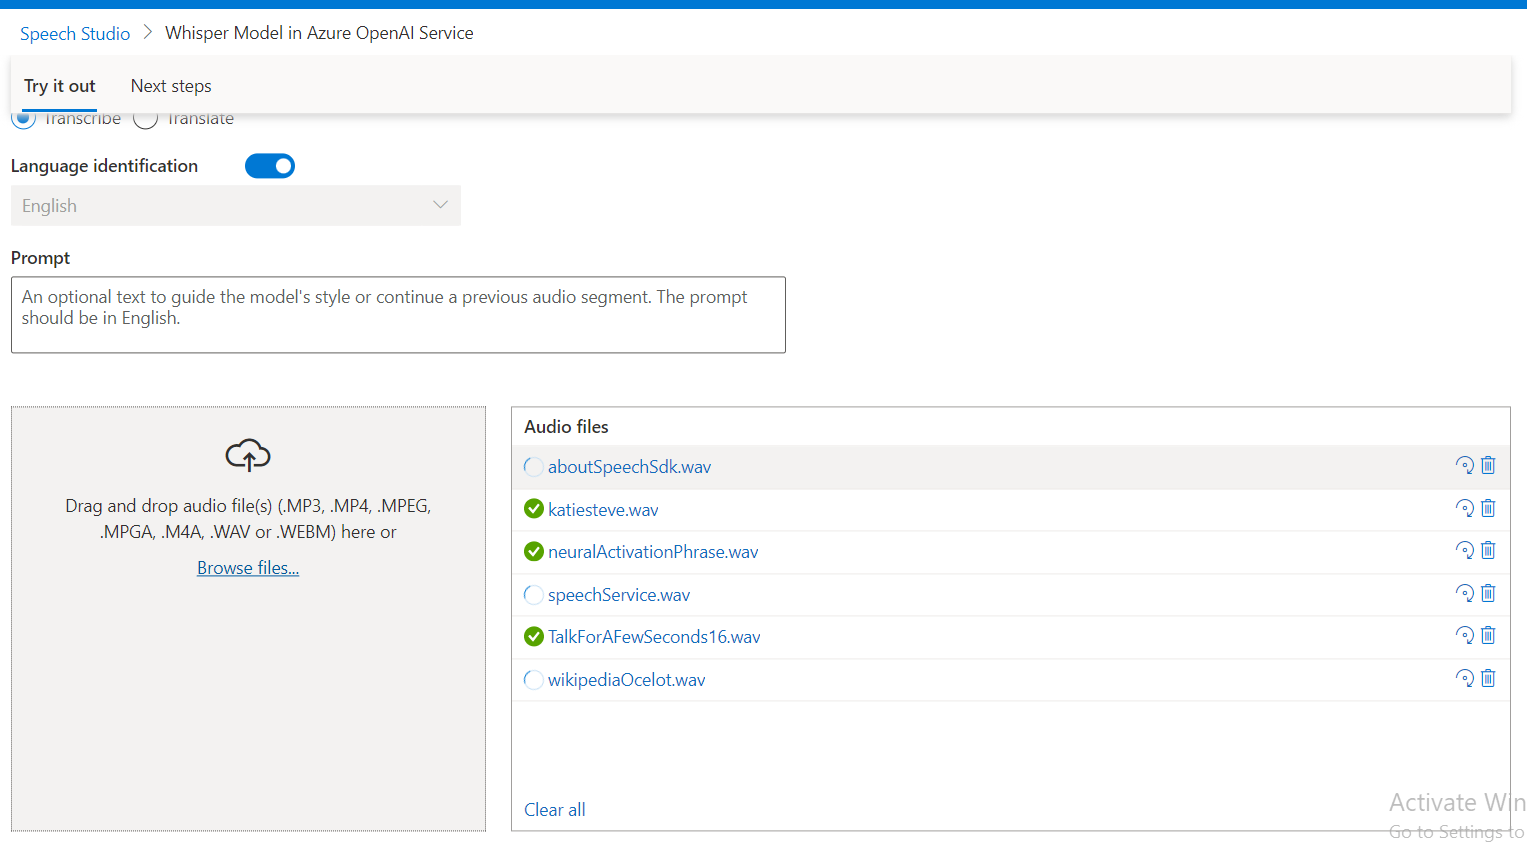 Speech Studio > Whisper Model in Azure OpenAI Service
Try it out Next steps
Transcribe Translate
Language identification
English
Prompt
An optional text to guide the model's style or continue a previous audio segment. The prompt
should be in English.
Drag and drop audio file(s) (.MP3, .MP4, .MPEG,
.MPGA, .M4A, .WAV or .WEBM) here or
Browse files...
Audio files
aboutSpeechSdk.wav
katiesteve.wav
neuralActivationPhrase.wav
speechService.wav
TalkForAFewSeconds16.wav
wikipediaOcelot.wav
Clear all
Activate Win
Go to Settings to